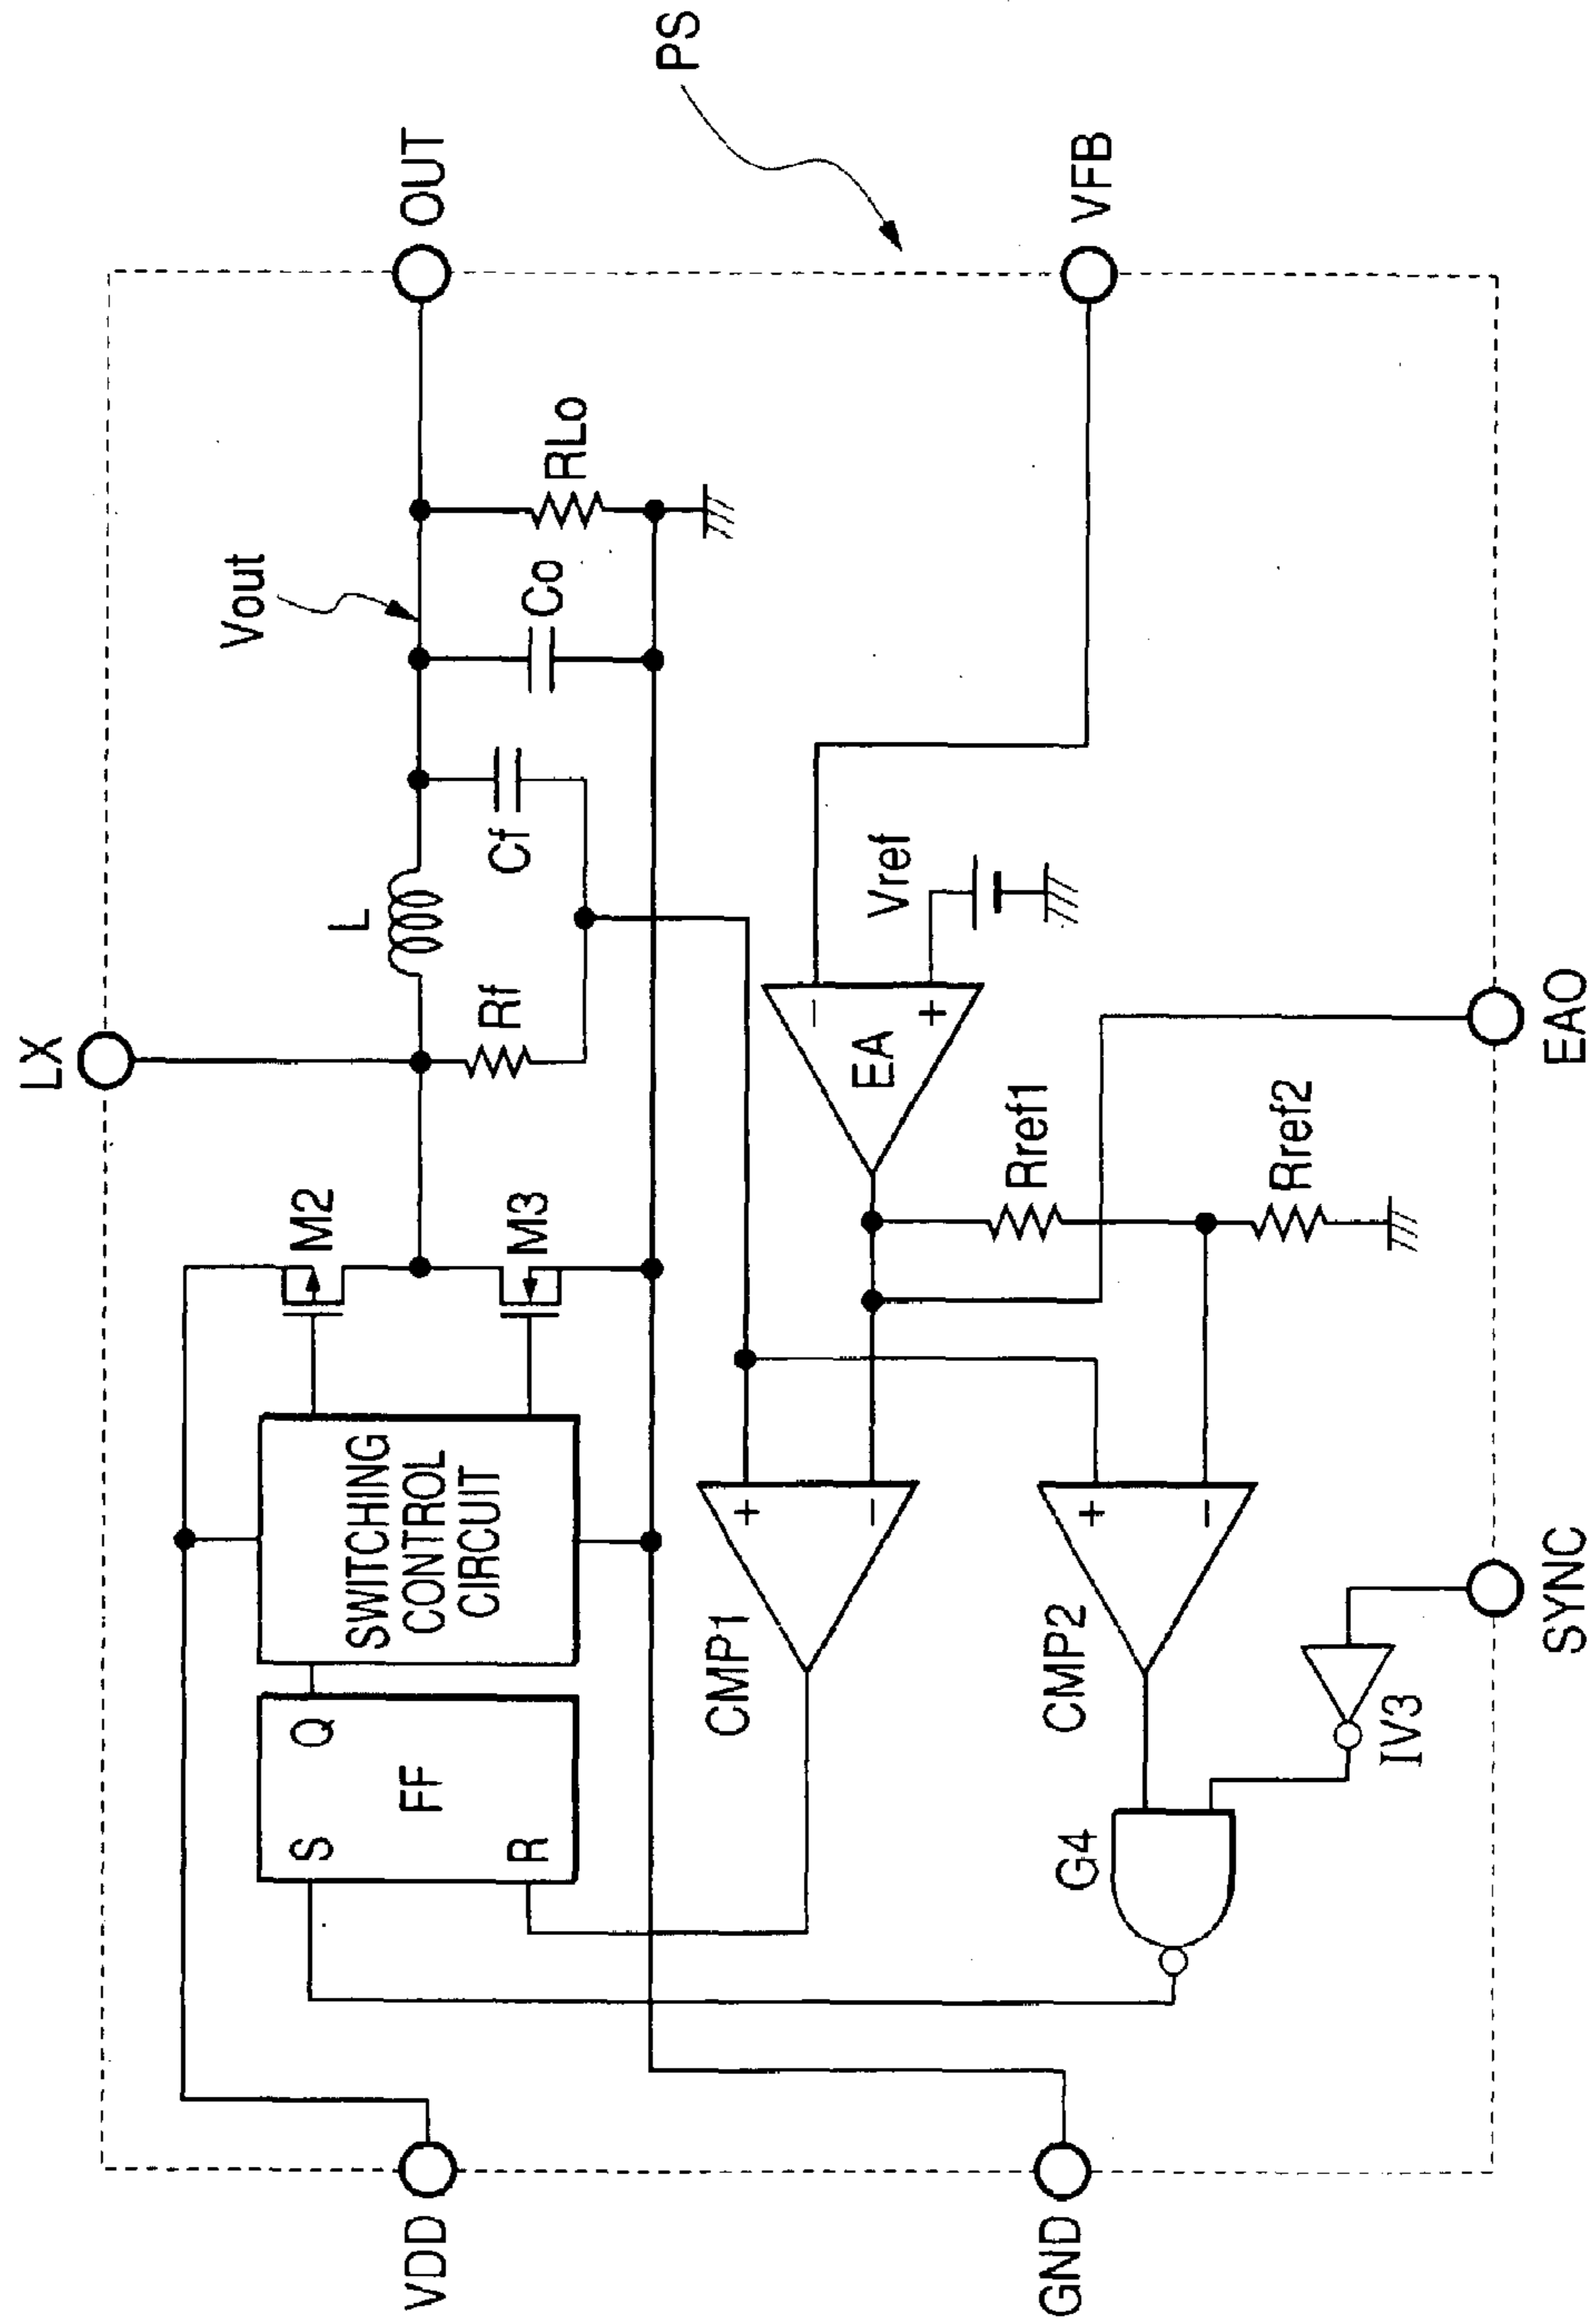 PS
LX
OUT
Vout
L
Rf
Cf
Co
RLo
M2
M3
SWITCHING
CONTROL
CIRCUIT
S
Q
FF
R
VDD
GND
CMP1
+
−
EA
−
+
Vref
VFB
Rref1
Rref2
CMP2
+
−
G4
IV3
SYNC
EAO